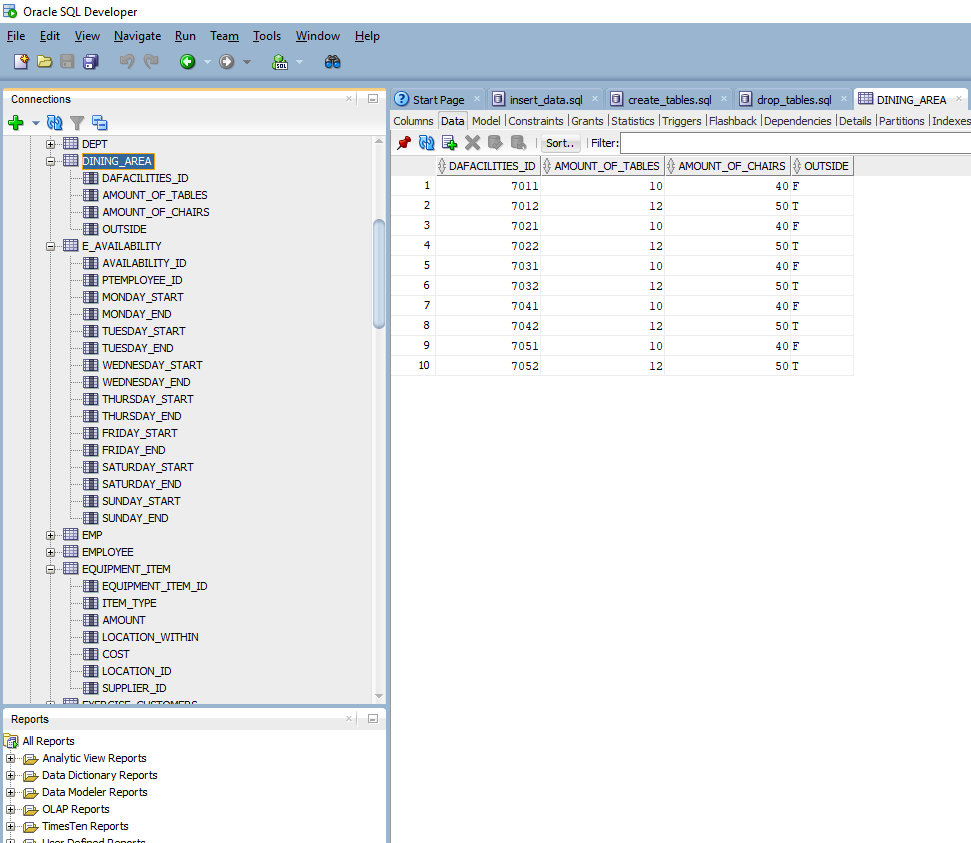 Oracle SQL Developer
File Edit View Navigate Run Team Tools Window Help
SQL
Connections
DEPT
DINING_AREA
DAFACILITIES_ID
AMOUNT_OF_TABLES
AMOUNT_OF_CHAIRS
OUTSIDE
E_AVAILABILITY
AVAILABILITY_ID
PTEMPLOYEE_ID
MONDAY_START
MONDAY_END
TUESDAY_START
TUESDAY_END
WEDNESDAY_START
WEDNESDAY_END
THURSDAY_START
THURSDAY_END
FRIDAY_START
FRIDAY_END
SATURDAY_START
SATURDAY_END
SUNDAY_START
SUNDAY_END
EMP
EMPLOYEE
EQUIPMENT_ITEM
EQUIPMENT_ITEM_ID
ITEM_TYPE
AMOUNT
LOCATION_WITHIN
COST
LOCATION_ID
SUPPLIER_ID
EXERCISE_CUSTOMERS
Reports
All Reports
Analytic View Reports
Data Dictionary Reports
Data Modeler Reports
OLAP Reports
TimesTen Reports
User Defined Reports
Start Page insert_data.sql create_tables.sql drop_tables.sql DINING_AREA
Columns Data Model Constraints Grants Statistics Triggers Flashback Dependencies Details Partitions Indexes
Sort.. Filter:
DAFACILITIES_ID AMOUNT_OF_TABLES AMOUNT_OF_CHAIRS OUTSIDE
1 7011 10 40 F
2 7012 12 50 T
3 7021 10 40 F
4 7022 12 50 T
5 7031 10 40 F
6 7032 12 50 T
7 7041 10 40 F
8 7042 12 50 T
9 7051 10 40 F
10 7052 12 50 T